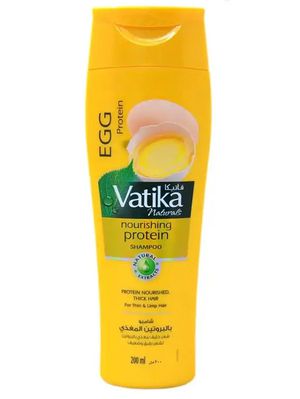 EGG
Protein
فاتيكا
Vatika
Naturals
nourishing
protein
SHAMPOO
NATURAL
EXTRACTS
PROTEIN NOURISHED,
THICK HAIR
For Thin & Limp Hair
شامبو
بالبروتين المغذي
200 ml